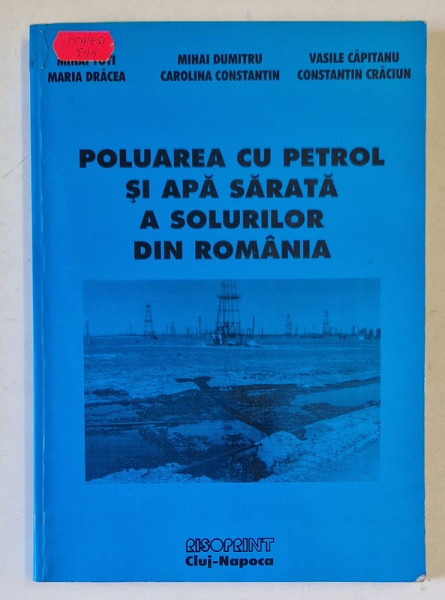 MIHAI DUMITRU
VASILE CĂPITANU
MARIA DRĂCEA
CAROLINA CONSTANTIN
CONSTANTIN CRĂCIUN
POLUAREA CU PETROL
ȘI APĂ SĂRATĂ
A SOLURILOR
DIN ROMÂNIA
RISOPRINT
Cluj-Napoca